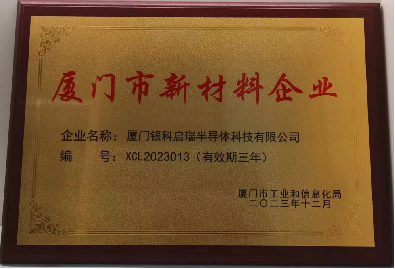 厦门市新材料企业
企业名称：厦门银科启瑞半导体科技有限公司
编　　号：XCL2023013（有效期三年）
厦门市工业和信息化局
二〇二三年十二月